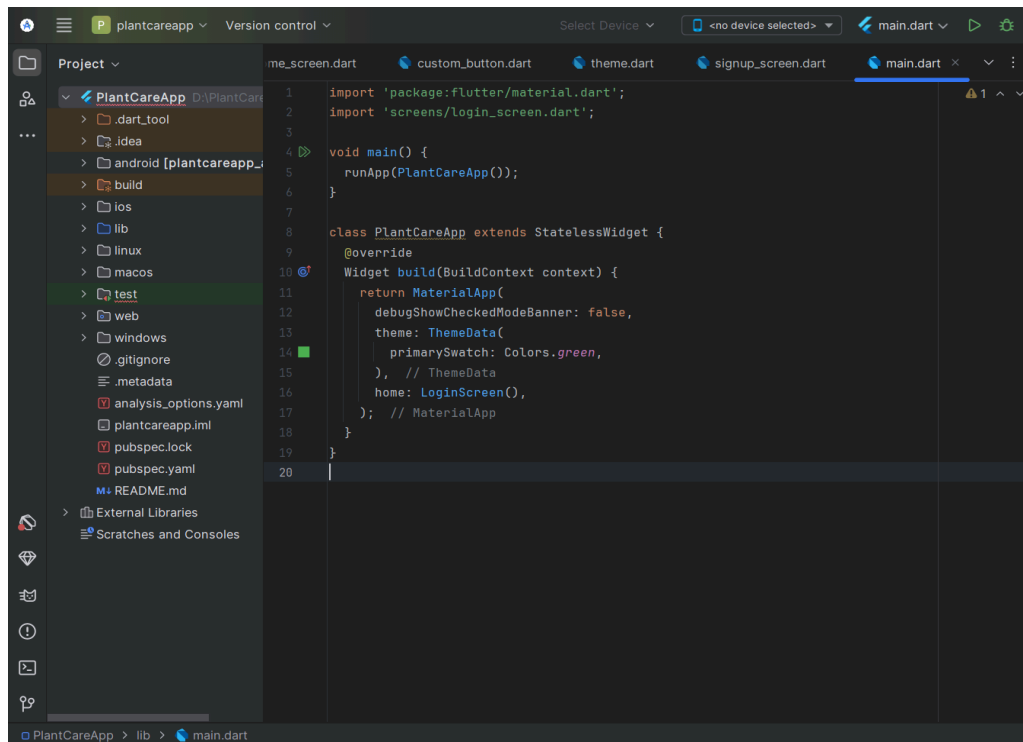 P plantcareapp Version control Select Device <no device selected> main.dart
Project
me_screen.dart custom_button.dart theme.dart signup_screen.dart main.dart
PlantCareApp D:\PlantCare
.dart_tool
.idea
android [plantcareapp_a
build
ios
lib
linux
macos
test
web
windows
.gitignore
.metadata
analysis_options.yaml
plantcareapp.iml
pubspec.lock
pubspec.yaml
M↓ README.md
External Libraries
Scratches and Consoles
1 import 'package:flutter/material.dart';
2 import 'screens/login_screen.dart';
3
4 void main() {
5 runApp(PlantCareApp());
6 }
7
8 class PlantCareApp extends StatelessWidget {
9 @override
10 Widget build(BuildContext context) {
11 return MaterialApp(
12 debugShowCheckedModeBanner: false,
13 theme: ThemeData(
14 primarySwatch: Colors.green,
15 ), // ThemeData
16 home: LoginScreen(),
17 ); // MaterialApp
18 }
19 }
20
1
PlantCareApp > lib > main.dart